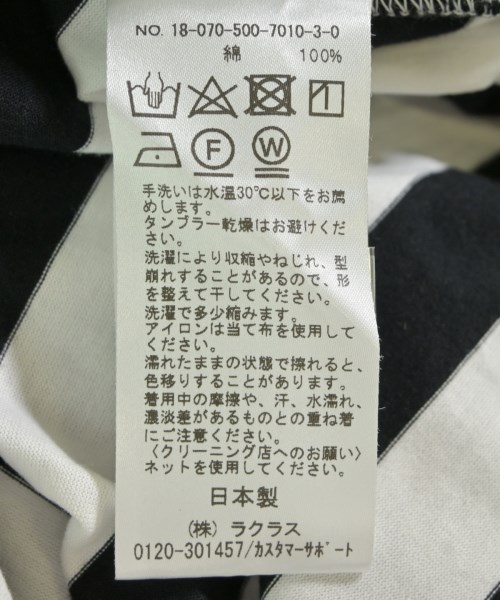 NO. 18-070-500-7010-3-0
綿 100%
F W
手洗いは水温30℃以下をお薦
めします。
タンブラー乾燥はお避けくだ
さい。
洗濯により収縮やねじれ、型
崩れすることがあるので、形
を整えて干してください。
洗濯で多少縮みます。
アイロンは当て布を使用して
ください。
濡れたままの状態で擦れると、
色移りすることがあります。
着用中の摩擦や、汗、水濡れ、
濃淡差があるものとの重ね着
にご注意ください。
〈クリーニング店へのお願い〉
ネットを使用してください。
日本製
(株) ラクラス
0120-301457/カスタマーサポート